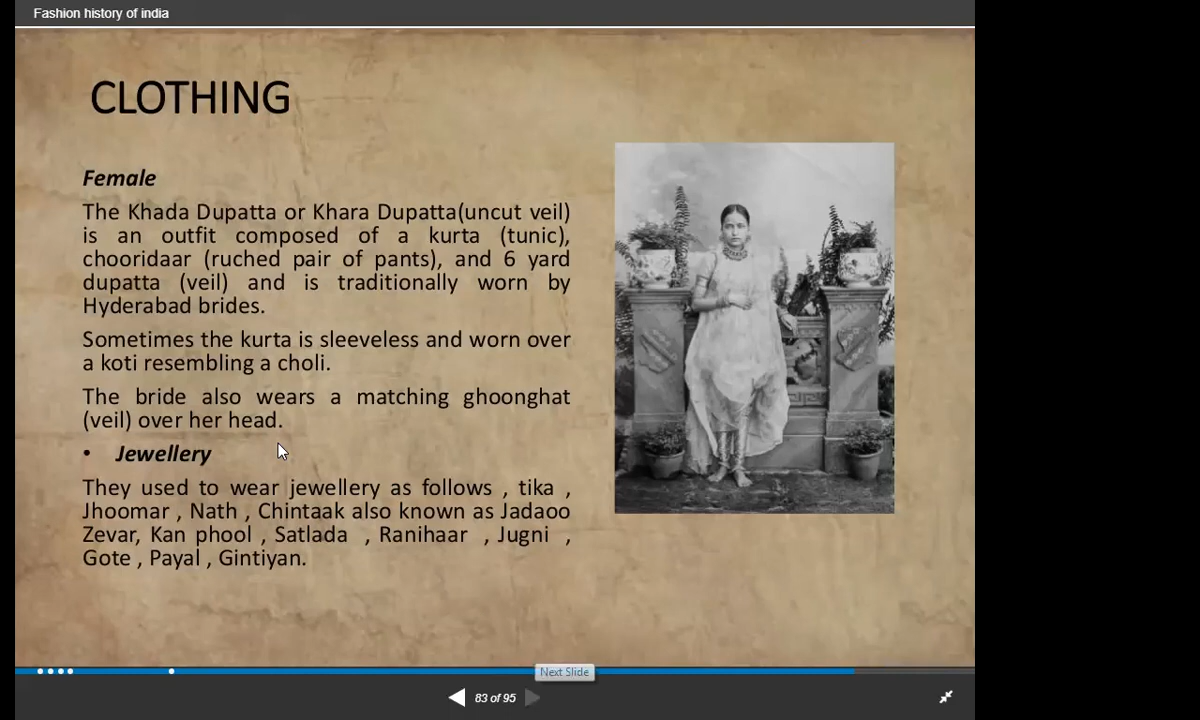 Fashion history of india
CLOTHING
Female
The Khada Dupatta or Khara Dupatta(uncut veil)
is an outfit composed of a kurta (tunic),
chooridaar (ruched pair of pants), and 6 yard
dupatta (veil) and is traditionally worn by
Hyderabad brides.
Sometimes the kurta is sleeveless and worn over
a koti resembling a choli.
The bride also wears a matching ghoonghat
(veil) over her head.
• Jewellery
They used to wear jewellery as follows , tika ,
Jhoomar , Nath , Chintaak also known as Jadaoo
Zevar, Kan phool , Satlada , Ranihaar , Jugni ,
Gote , Payal , Gintiyan.
Next Slide
83 of 95